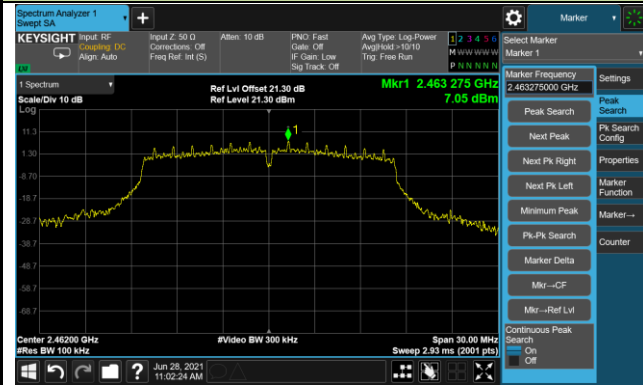 Spectrum Analyzer 1
Swept SA
Marker
KEYSIGHT
Input: RF
Coupling: DC
Align: Auto
Input Z: 50 Ω
Corrections: Off
Freq Ref: Int (S)
Atten: 10 dB
PNO: Fast
Gate: Off
IF Gain: Low
Sig Track: Off
Avg Type: Log-Power
Avg|Hold:>10/10
Trig: Free Run
1 2 3 4 5 6
M W W W W W
P N N N N N
Select Marker
Marker 1
1 Spectrum
Scale/Div 10 dB
Log
Ref Lvl Offset 21.30 dB
Ref Level 21.30 dBm
Mkr1 2.463 275 GHz
7.05 dBm
11.3
1.30
-8.70
-18.7
-28.7
-38.7
-48.7
-58.7
-68.7
1
Center 2.46200 GHz
#Res BW 100 kHz
#Video BW 300 kHz
Span 30.00 MHz
Sweep 2.93 ms (2001 pts)
Marker Frequency
2.463275000 GHz
Peak Search
Next Peak
Next Pk Right
Next Pk Left
Minimum Peak
Pk-Pk Search
Marker Delta
Mkr→CF
Mkr→Ref Lvl
Continuous Peak
Search
On
Off
Settings
Peak
Search
Pk Search
Config
Properties
Marker
Function
Marker→
Counter
Jun 28, 2021
11:02:24 AM